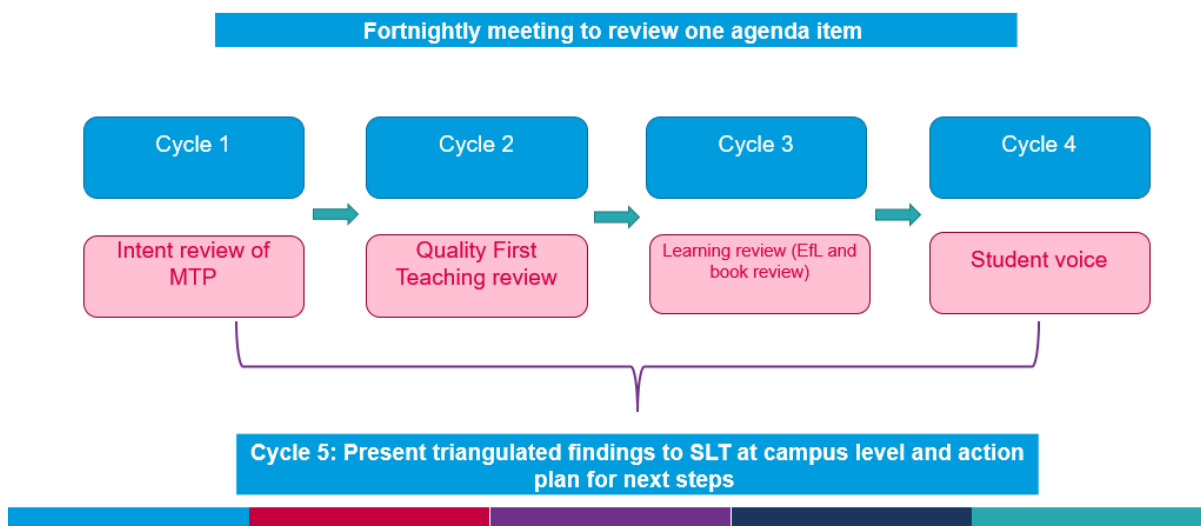 Fortnightly meeting to review one agenda item
Cycle 1
Cycle 2
Cycle 3
Cycle 4
Intent review of
MTP
Quality First
Teaching review
Learning review (EfL and
book review)
Student voice
Cycle 5: Present triangulated findings to SLT at campus level and action
plan for next steps